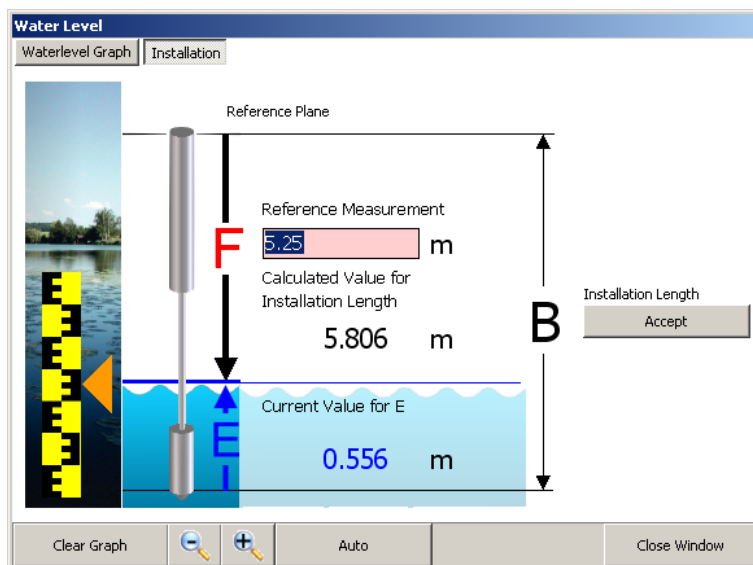 Water Level
Waterlevel Graph
Installation
Reference Plane
Reference Measurement
F
5.25 m
Calculated Value for
Installation Length
5.806 m
B
Installation Length
Accept
Current Value for E
E
0.556 m
Clear Graph
Auto
Close Window